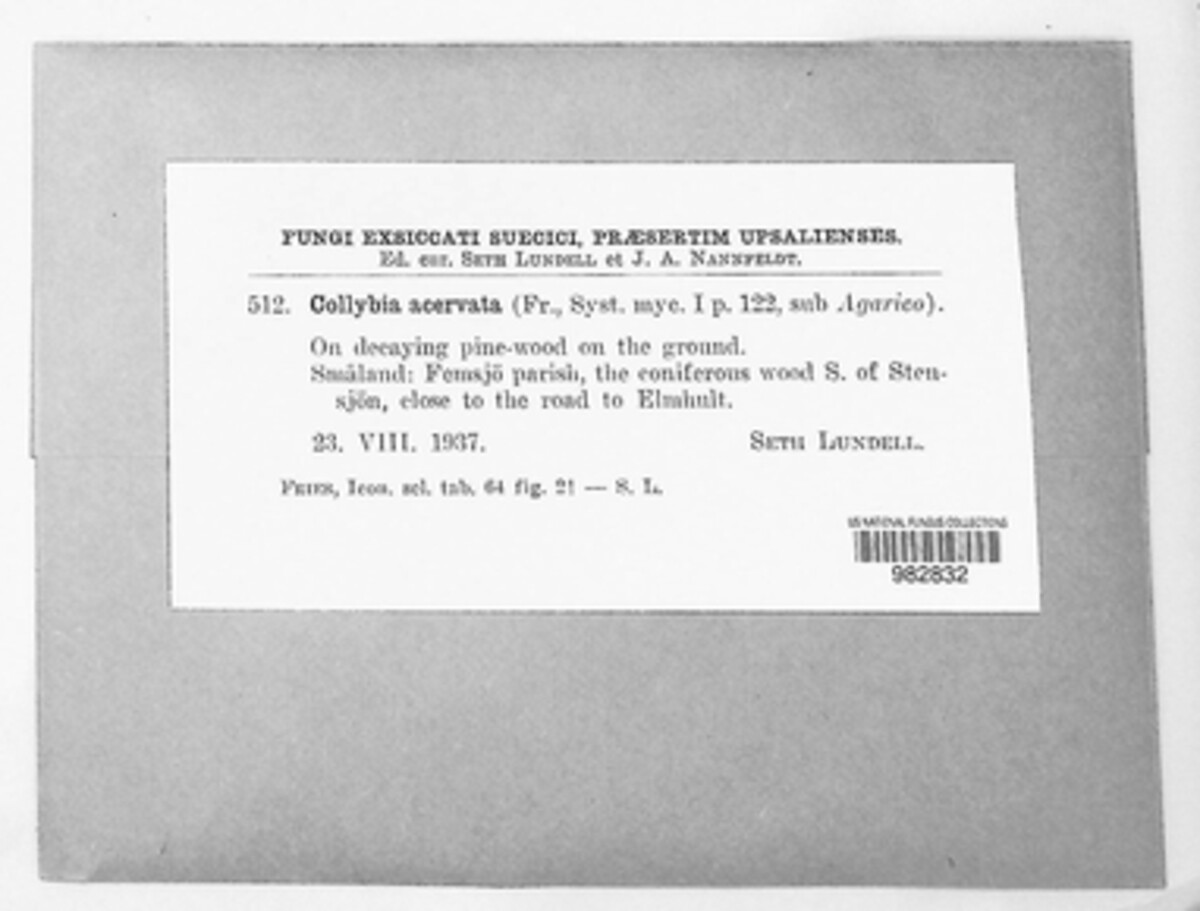 FUNGI EXSICCATI SUECICI, PRÆSERTIM UPSALIENSES.
Ed. cur. SETH LUNDELL et J. A. NANNFELDT.
512. Collybia acervata (Fr., Syst. myc. I p. 122, sub Agarico).
On decaying pine-wood on the ground.
Småland: Femsjö parish, the coniferous wood S. of Sten-
sjön, close to the road to Elmhult.
23. VIII. 1937. SETH LUNDELL.
FRIES, Icon. sel. tab. 64 fig. 2! — S. L.
US NATIONAL FUNGUS COLLECTIONS
982832